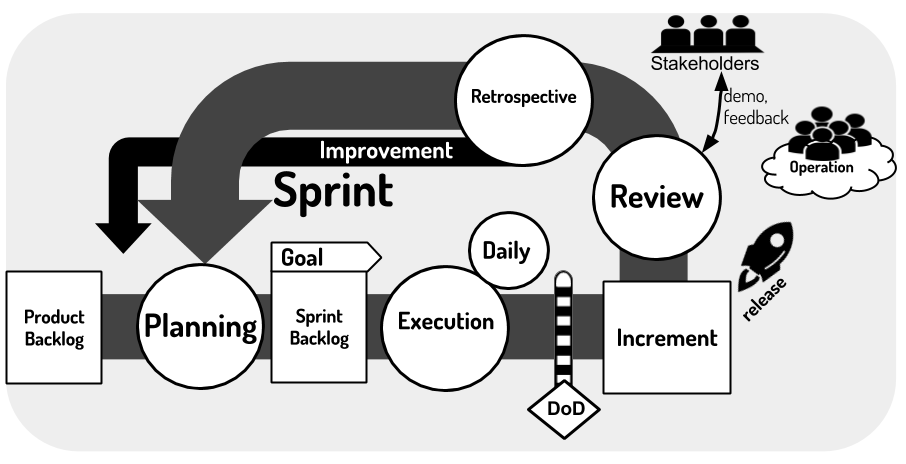 Stakeholders
demo,
feedback
Retrospective
Operation
Improvement
Sprint
Review
Daily
Goal
release
Product
Backlog
Planning
Sprint
Backlog
Execution
Increment
DoD